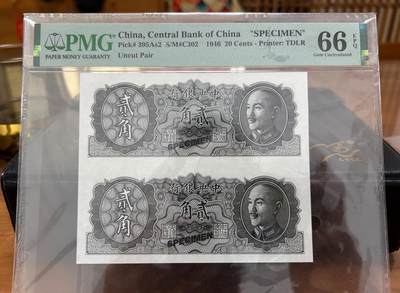 PMG
PAPER MONEY GUARANTY
China, Central Bank of China "SPECIMEN"
Pick# 395As2 S/M#C302 1946 20 Cents - Printer: TDLR
Uncut Pair
66 EPQ
Gem Uncirculated
行銀央中
貳角
角貳
SPECIMEN
行銀央中
貳角
角貳
SPECIMEN